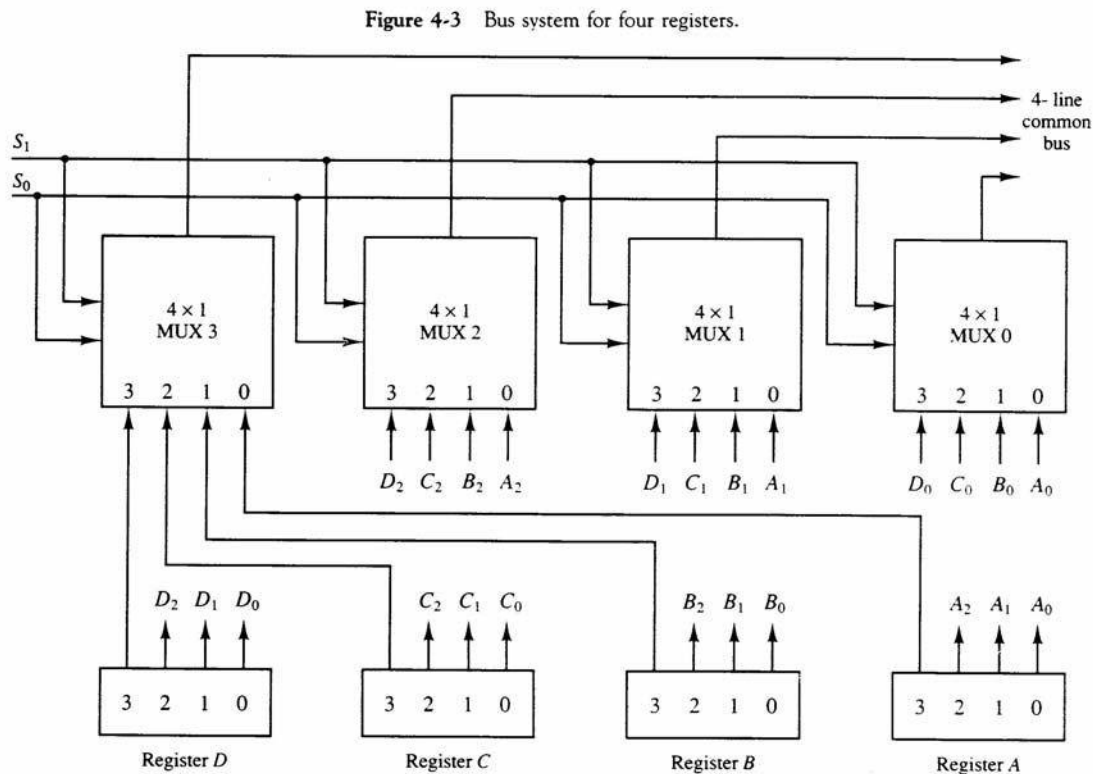 Figure 4-3 Bus system for four registers.
4- line
common
bus
S₁
S₀
4 × 1
MUX 3
4 × 1
MUX 2
4 × 1
MUX 1
4 × 1
MUX 0
3 2 1 0
3 2 1 0
3 2 1 0
3 2 1 0
D₂ C₂ B₂ A₂
D₁ C₁ B₁ A₁
D₀ C₀ B₀ A₀
D₂ D₁ D₀
C₂ C₁ C₀
B₂ B₁ B₀
A₂ A₁ A₀
3 2 1 0
3 2 1 0
3 2 1 0
3 2 1 0
Register D
Register C
Register B
Register A